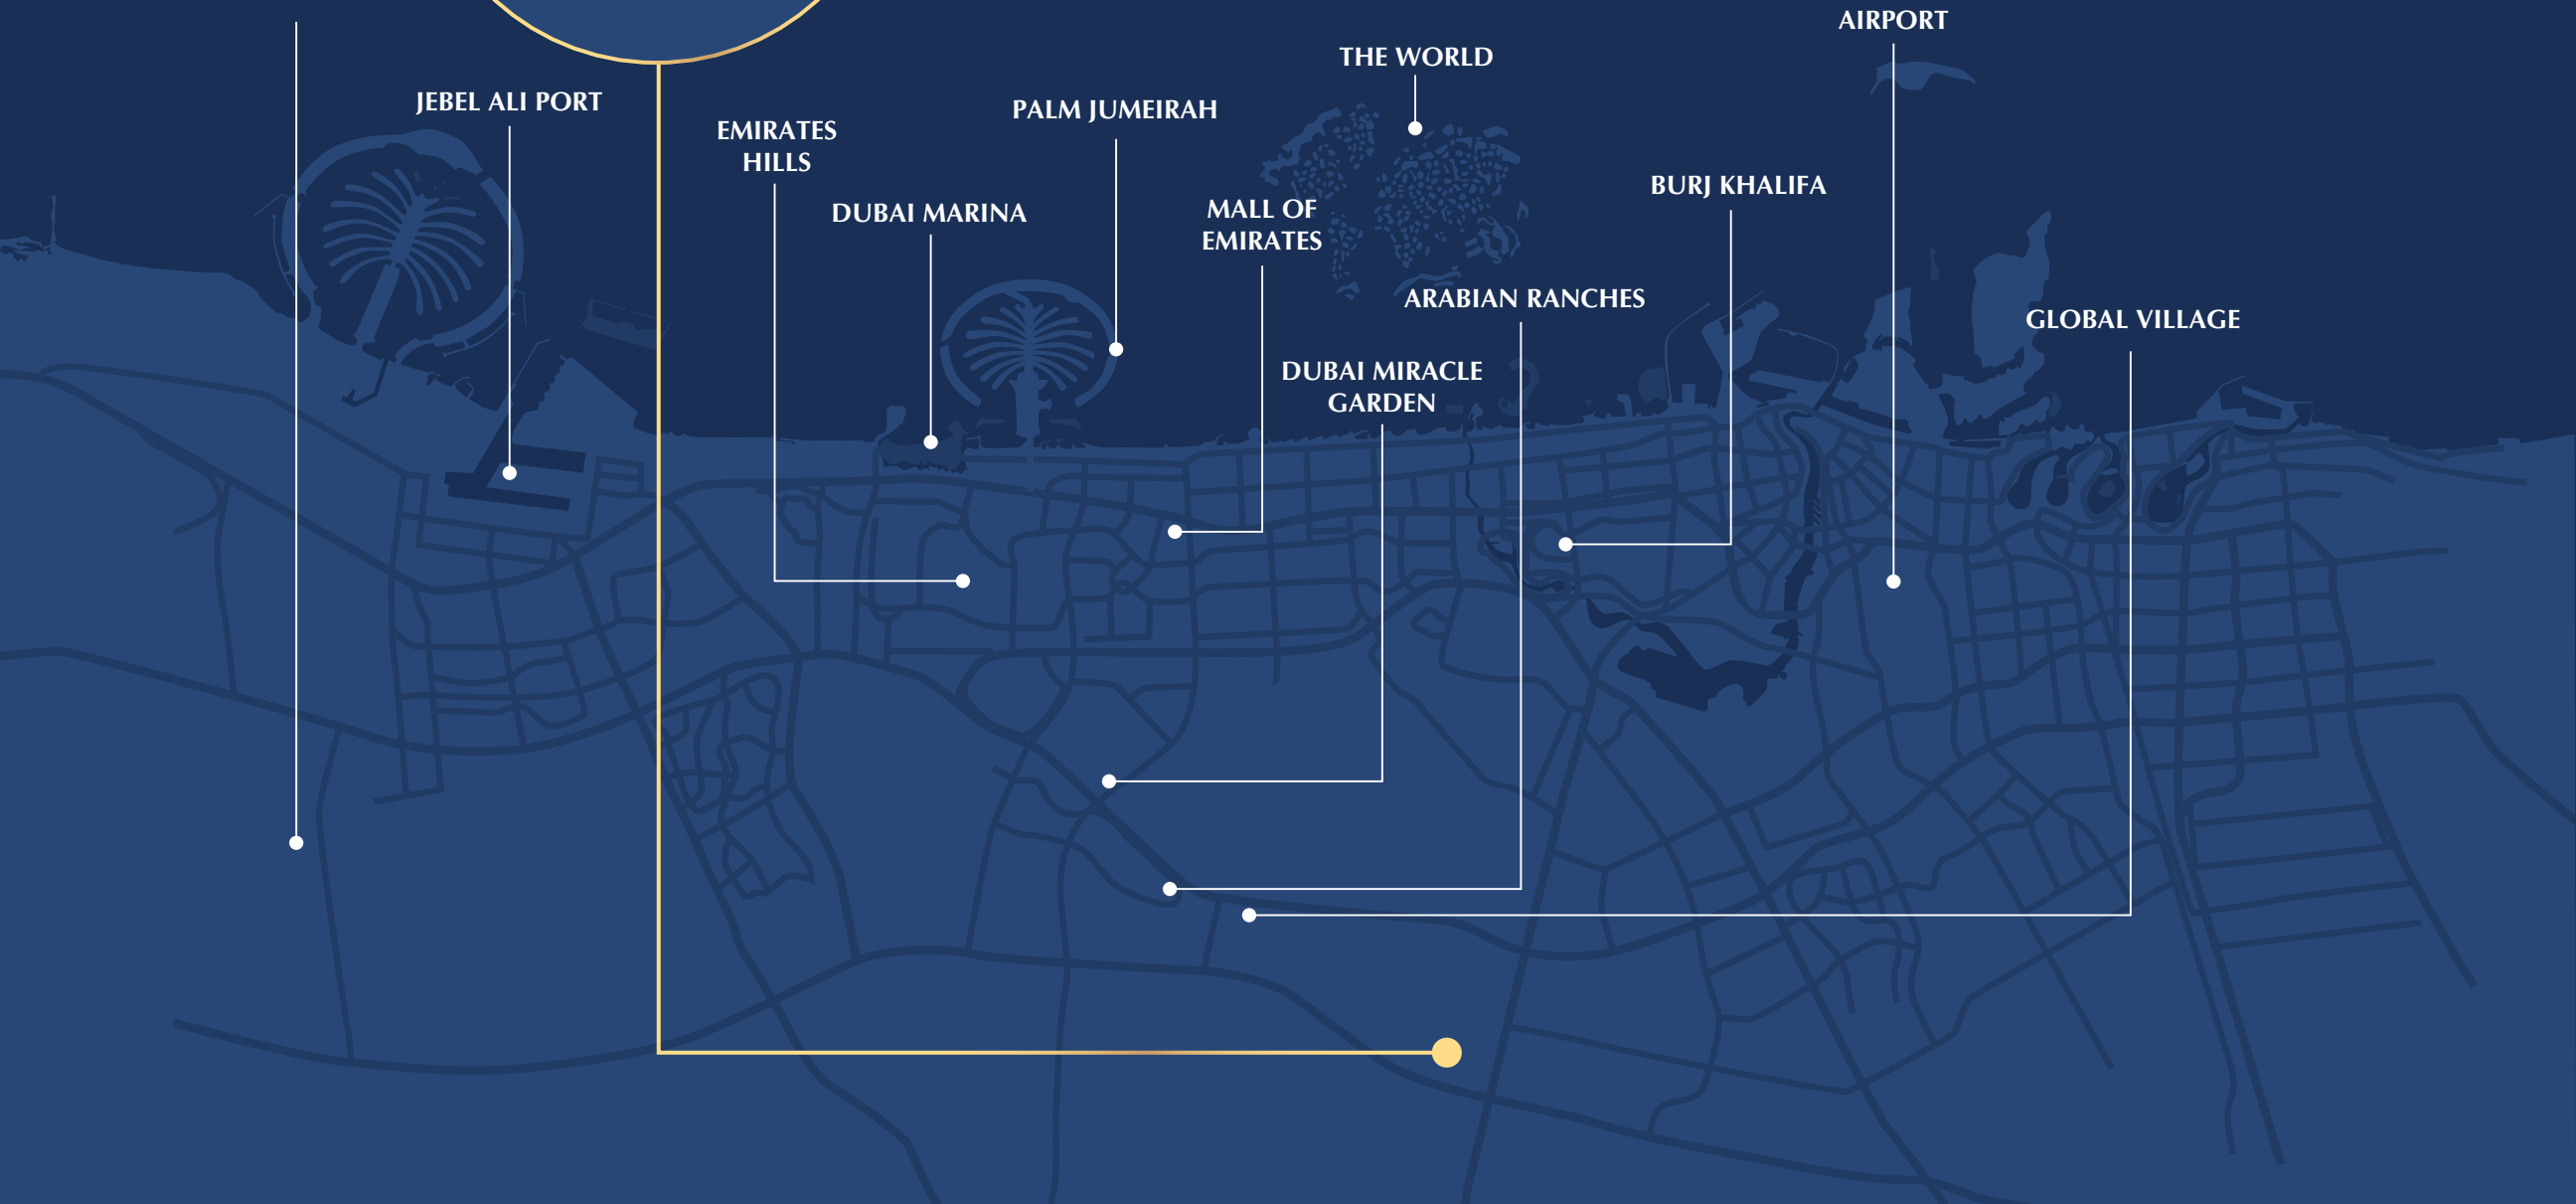 AIRPORT
THE WORLD
JEBEL ALI PORT
PALM JUMEIRAH
EMIRATES
HILLS
BURJ KHALIFA
DUBAI MARINA
MALL OF
EMIRATES
ARABIAN RANCHES
GLOBAL VILLAGE
DUBAI MIRACLE
GARDEN